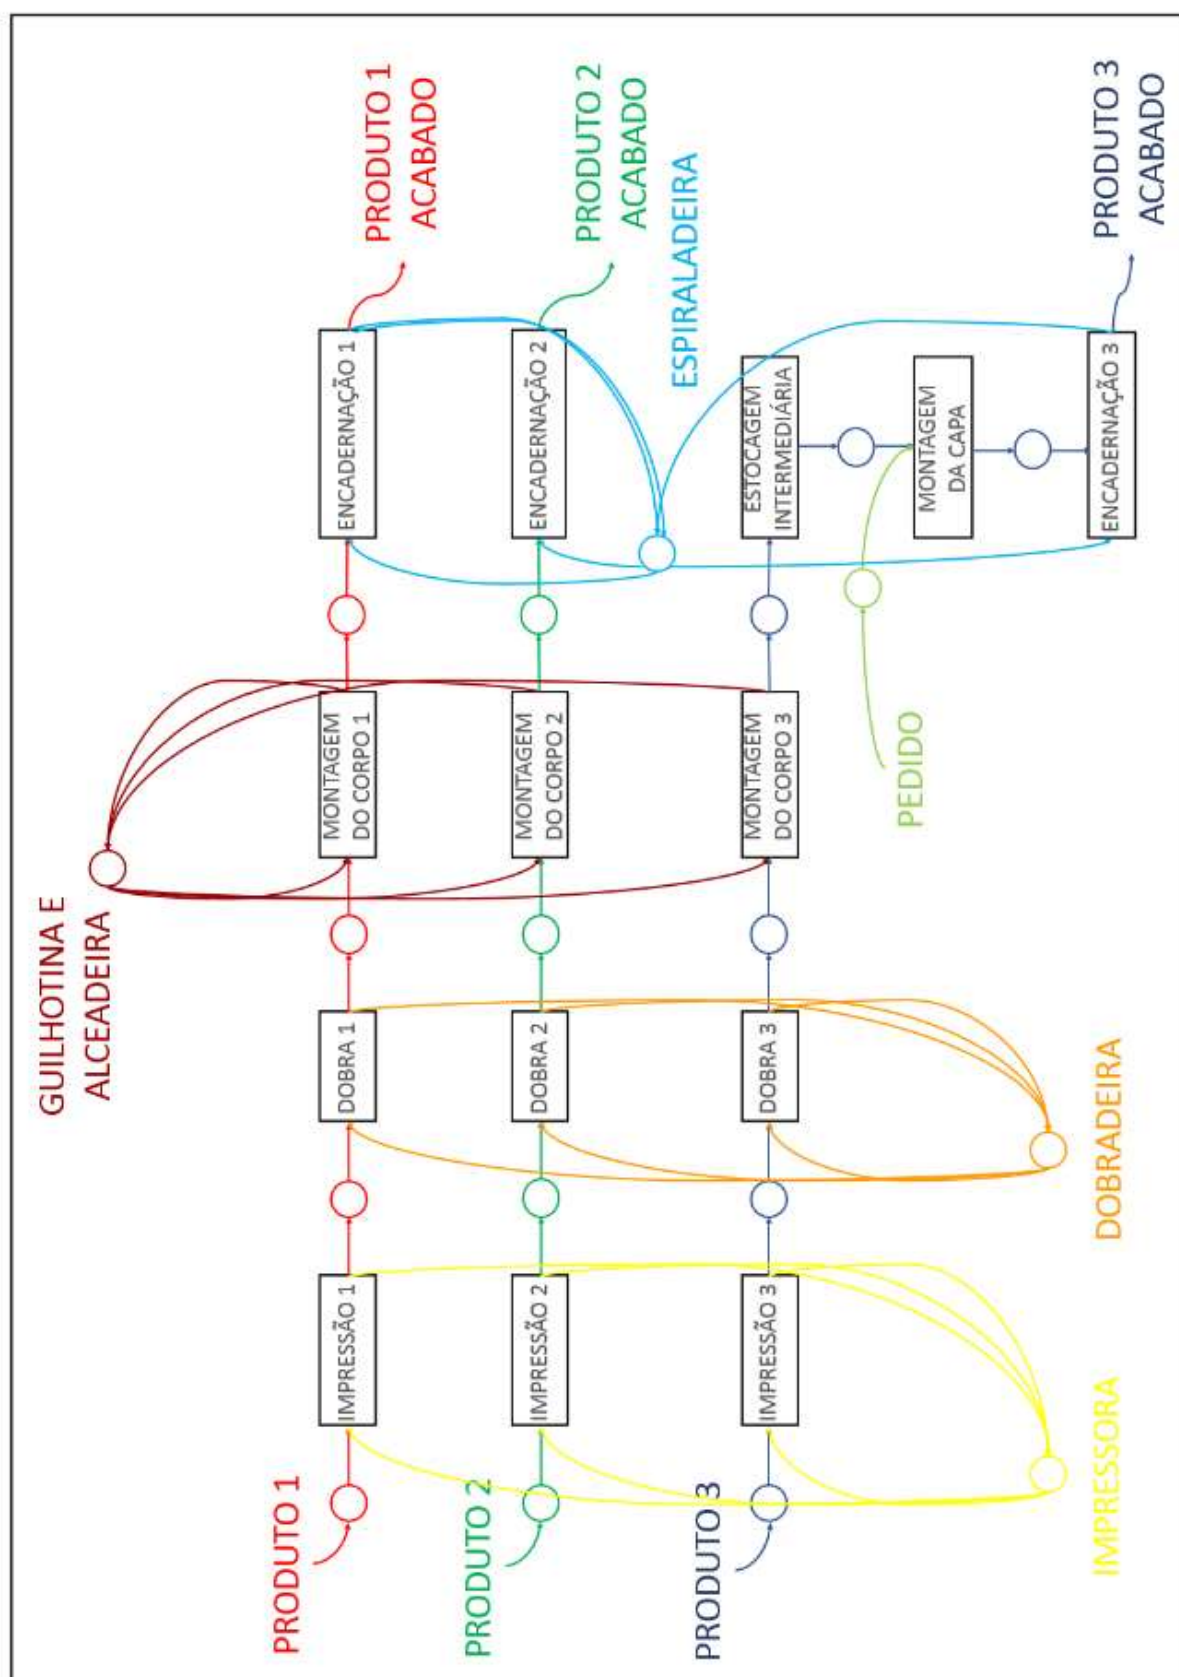 GUILHOTINA E
ALCEADEIRA
PRODUTO 1
IMPRESSÃO 1
DOBRA 1
MONTAGEM
DO CORPO 1
ENCADERNAÇÃO 1
PRODUTO 1
ACABADO
PRODUTO 2
IMPRESSÃO 2
DOBRA 2
MONTAGEM
DO CORPO 2
ENCADERNAÇÃO 2
PRODUTO 2
ACABADO
ESPIRALADEIRA
PRODUTO 3
IMPRESSÃO 3
DOBRA 3
MONTAGEM
DO CORPO 3
ESTOCAGEM
INTERMEDIÁRIA
PEDIDO
MONTAGEM
DA CAPA
IMPRESSORA
DOBRADEIRA
ENCADERNAÇÃO 3
PRODUTO 3
ACABADO